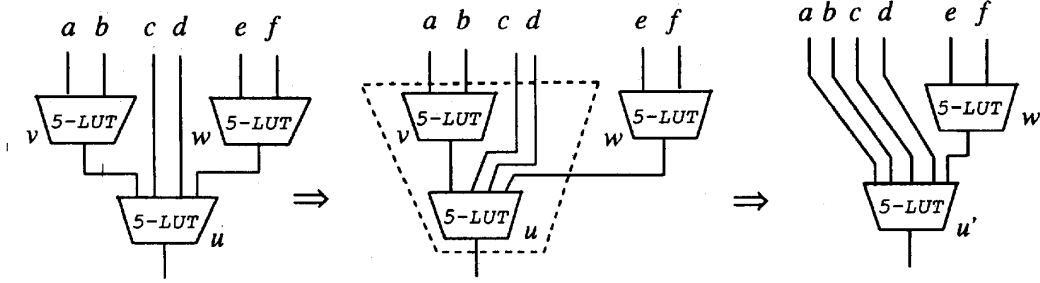 a b c d e f
a b c d e f
a b c d e f
5-LUT 5-LUT
5-LUT 5-LUT
5-LUT
v w
v w
w
5-LUT
5-LUT
5-LUT
u
u
u'